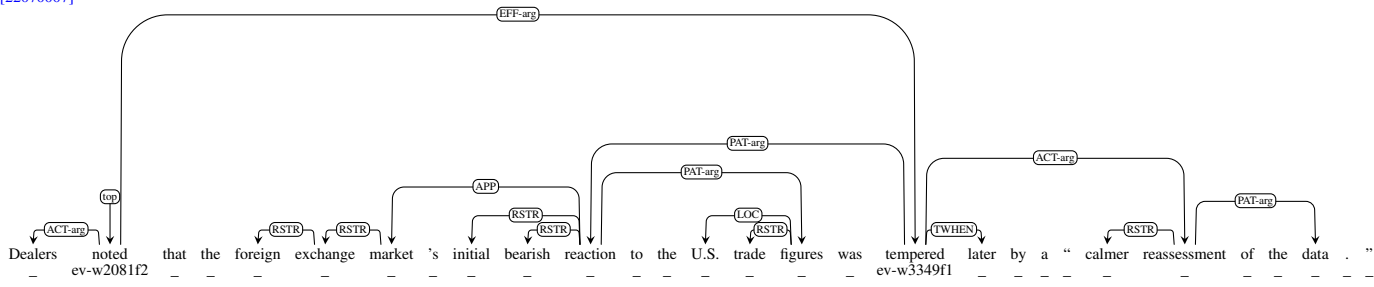 EFF-arg
PAT-arg
ACT-arg
PAT-arg
APP
top
PAT-arg
RSTR
LOC
ACT-arg
RSTR
RSTR
RSTR
RSTR
TWHEN
RSTR
Dealers noted that the foreign exchange market 's initial bearish reaction to the U.S. trade figures was tempered later by a “ calmer reassessment of the data . ”
_ ev-w2081f2 _ _ _ _ _ _ _ _ _ _ _ _ _ _ _ ev-w3349f1 _ _ _ _ _ _ _ _ _ _ _